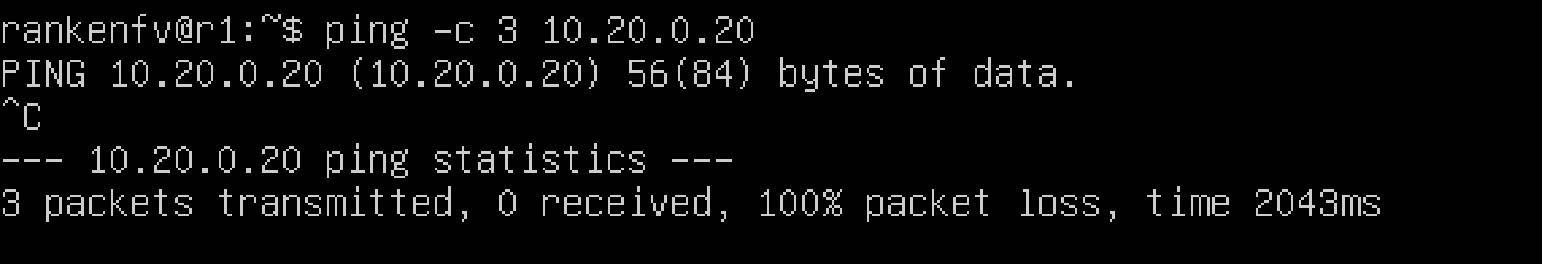 rankenfv@r1:~$ ping -c 3 10.20.0.20
PING 10.20.0.20 (10.20.0.20) 56(84) bytes of data.
^C
--- 10.20.0.20 ping statistics ---
3 packets transmitted, 0 received, 100% packet loss, time 2043ms